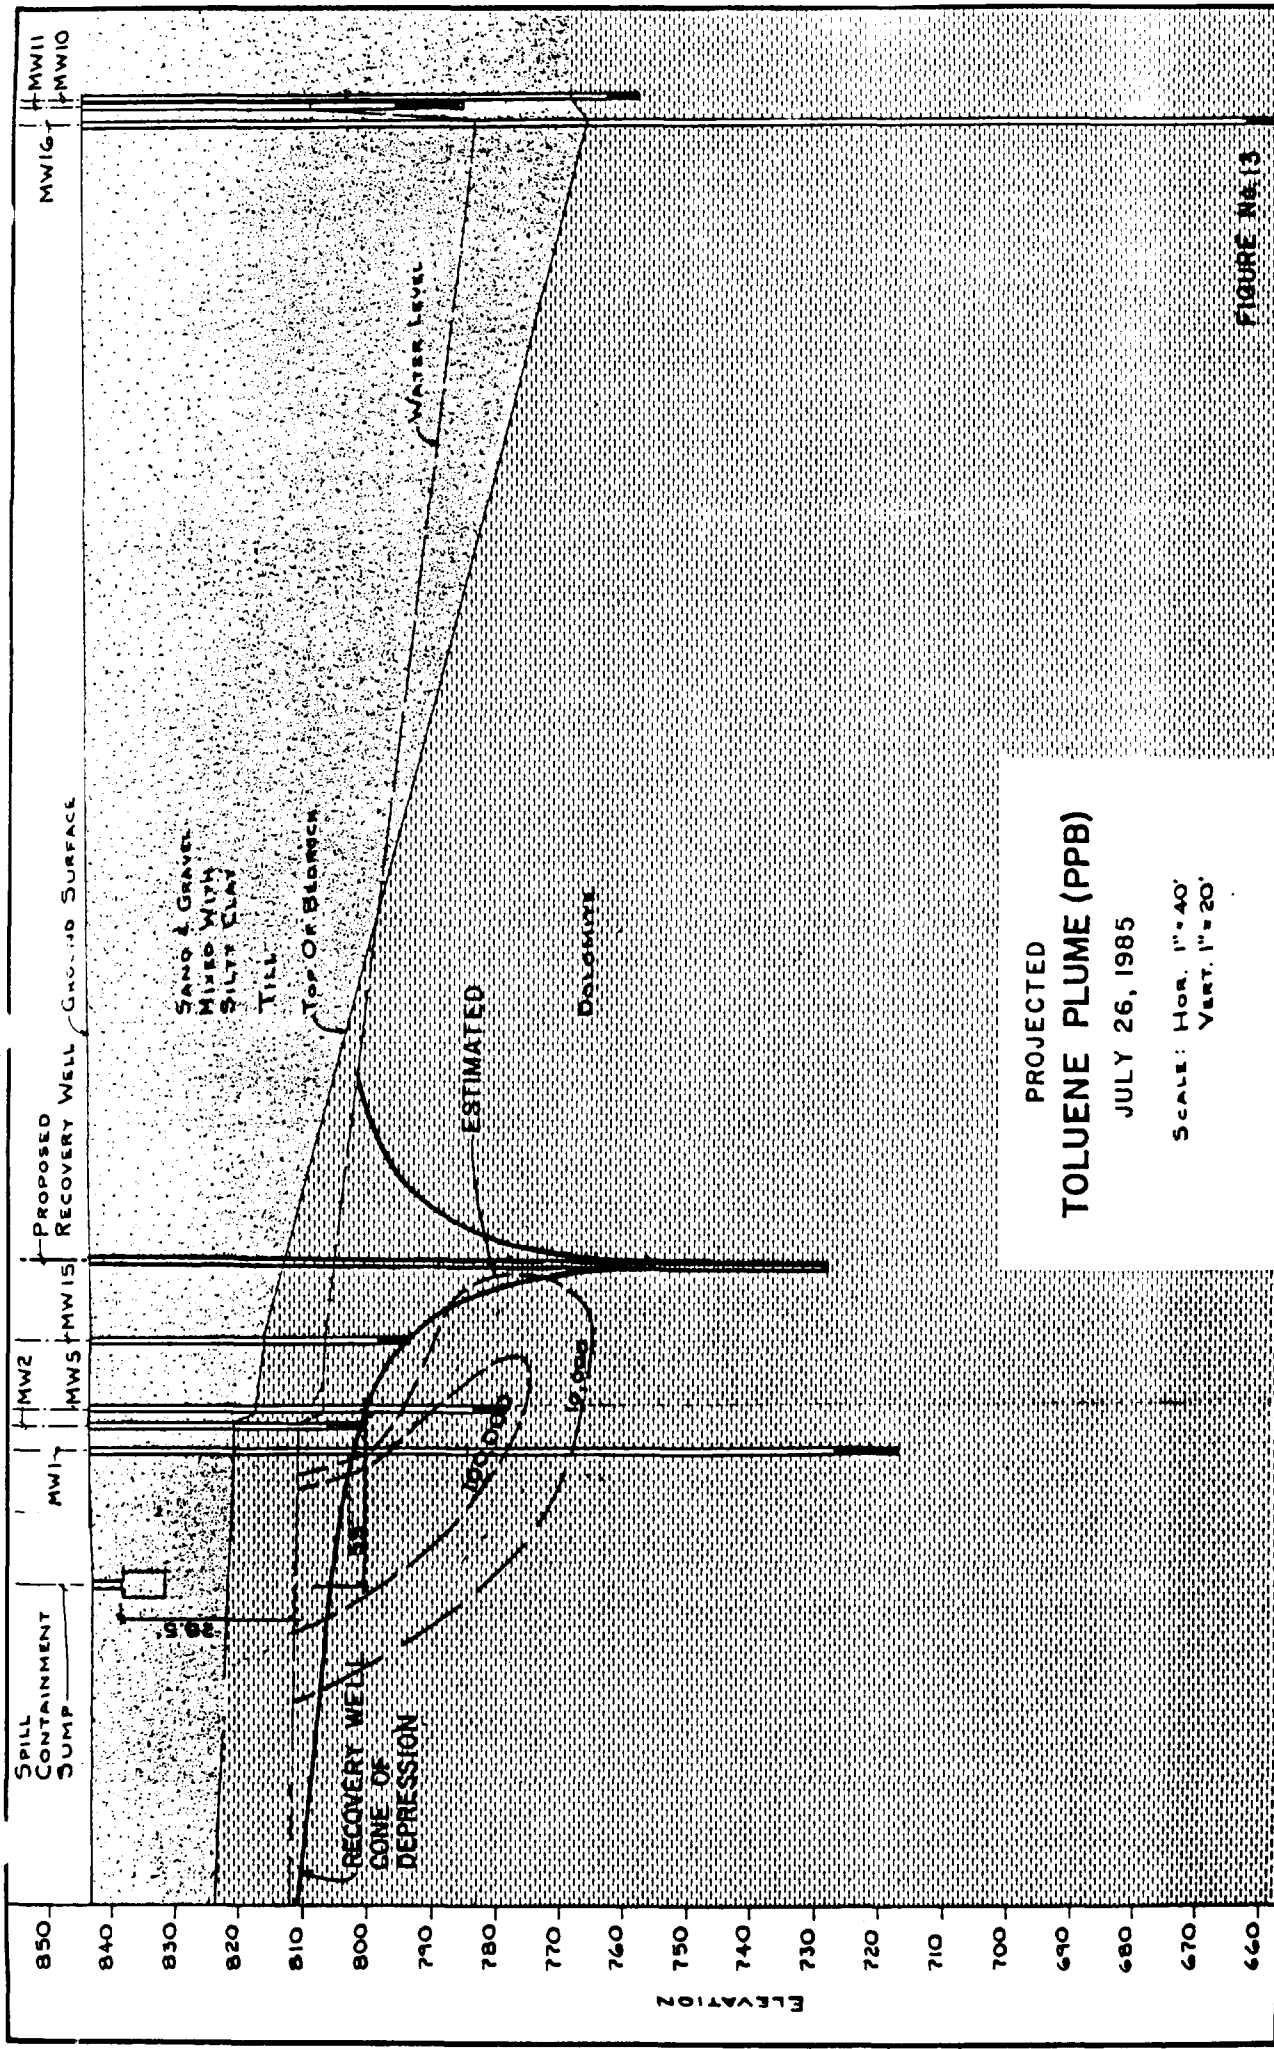 SPILL
CONTAINMENT
SUMP
MW1
MW2
MW5
MW15
PROPOSED
RECOVERY WELL
GROUND SURFACE
MW16
MW11
MW10
SAND & GRAVEL
MIXED WITH
SILTY CLAY
TILL
TOP OF BEDROCK
WATER LEVEL
ESTIMATED
DOLOMITE
28.5'
55
100,000
10,000
RECOVERY WELL
CONE OF
DEPRESSION
850
840
830
820
810
800
790
780
770
760
750
740
730
720
710
700
690
680
670
660
ELEVATION
PROJECTED
TOLUENE PLUME (PPB)
JULY 26, 1985
SCALE: HOR. 1"=40'
VERT. 1"=20'
FIGURE No. 13